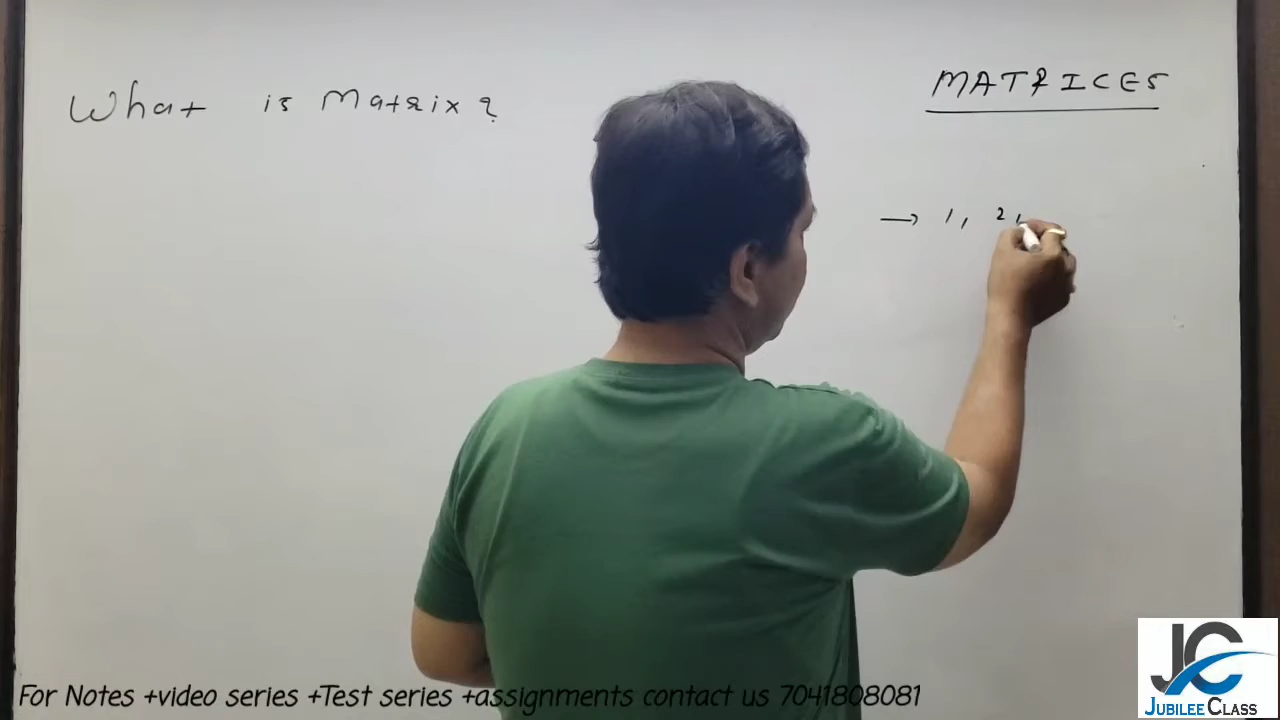 What is Matrix?
MATRICES
→ 1, 2,
For Notes +video series +Test series +assignments contact us 7041808081
JC
JUBILEE CLASS